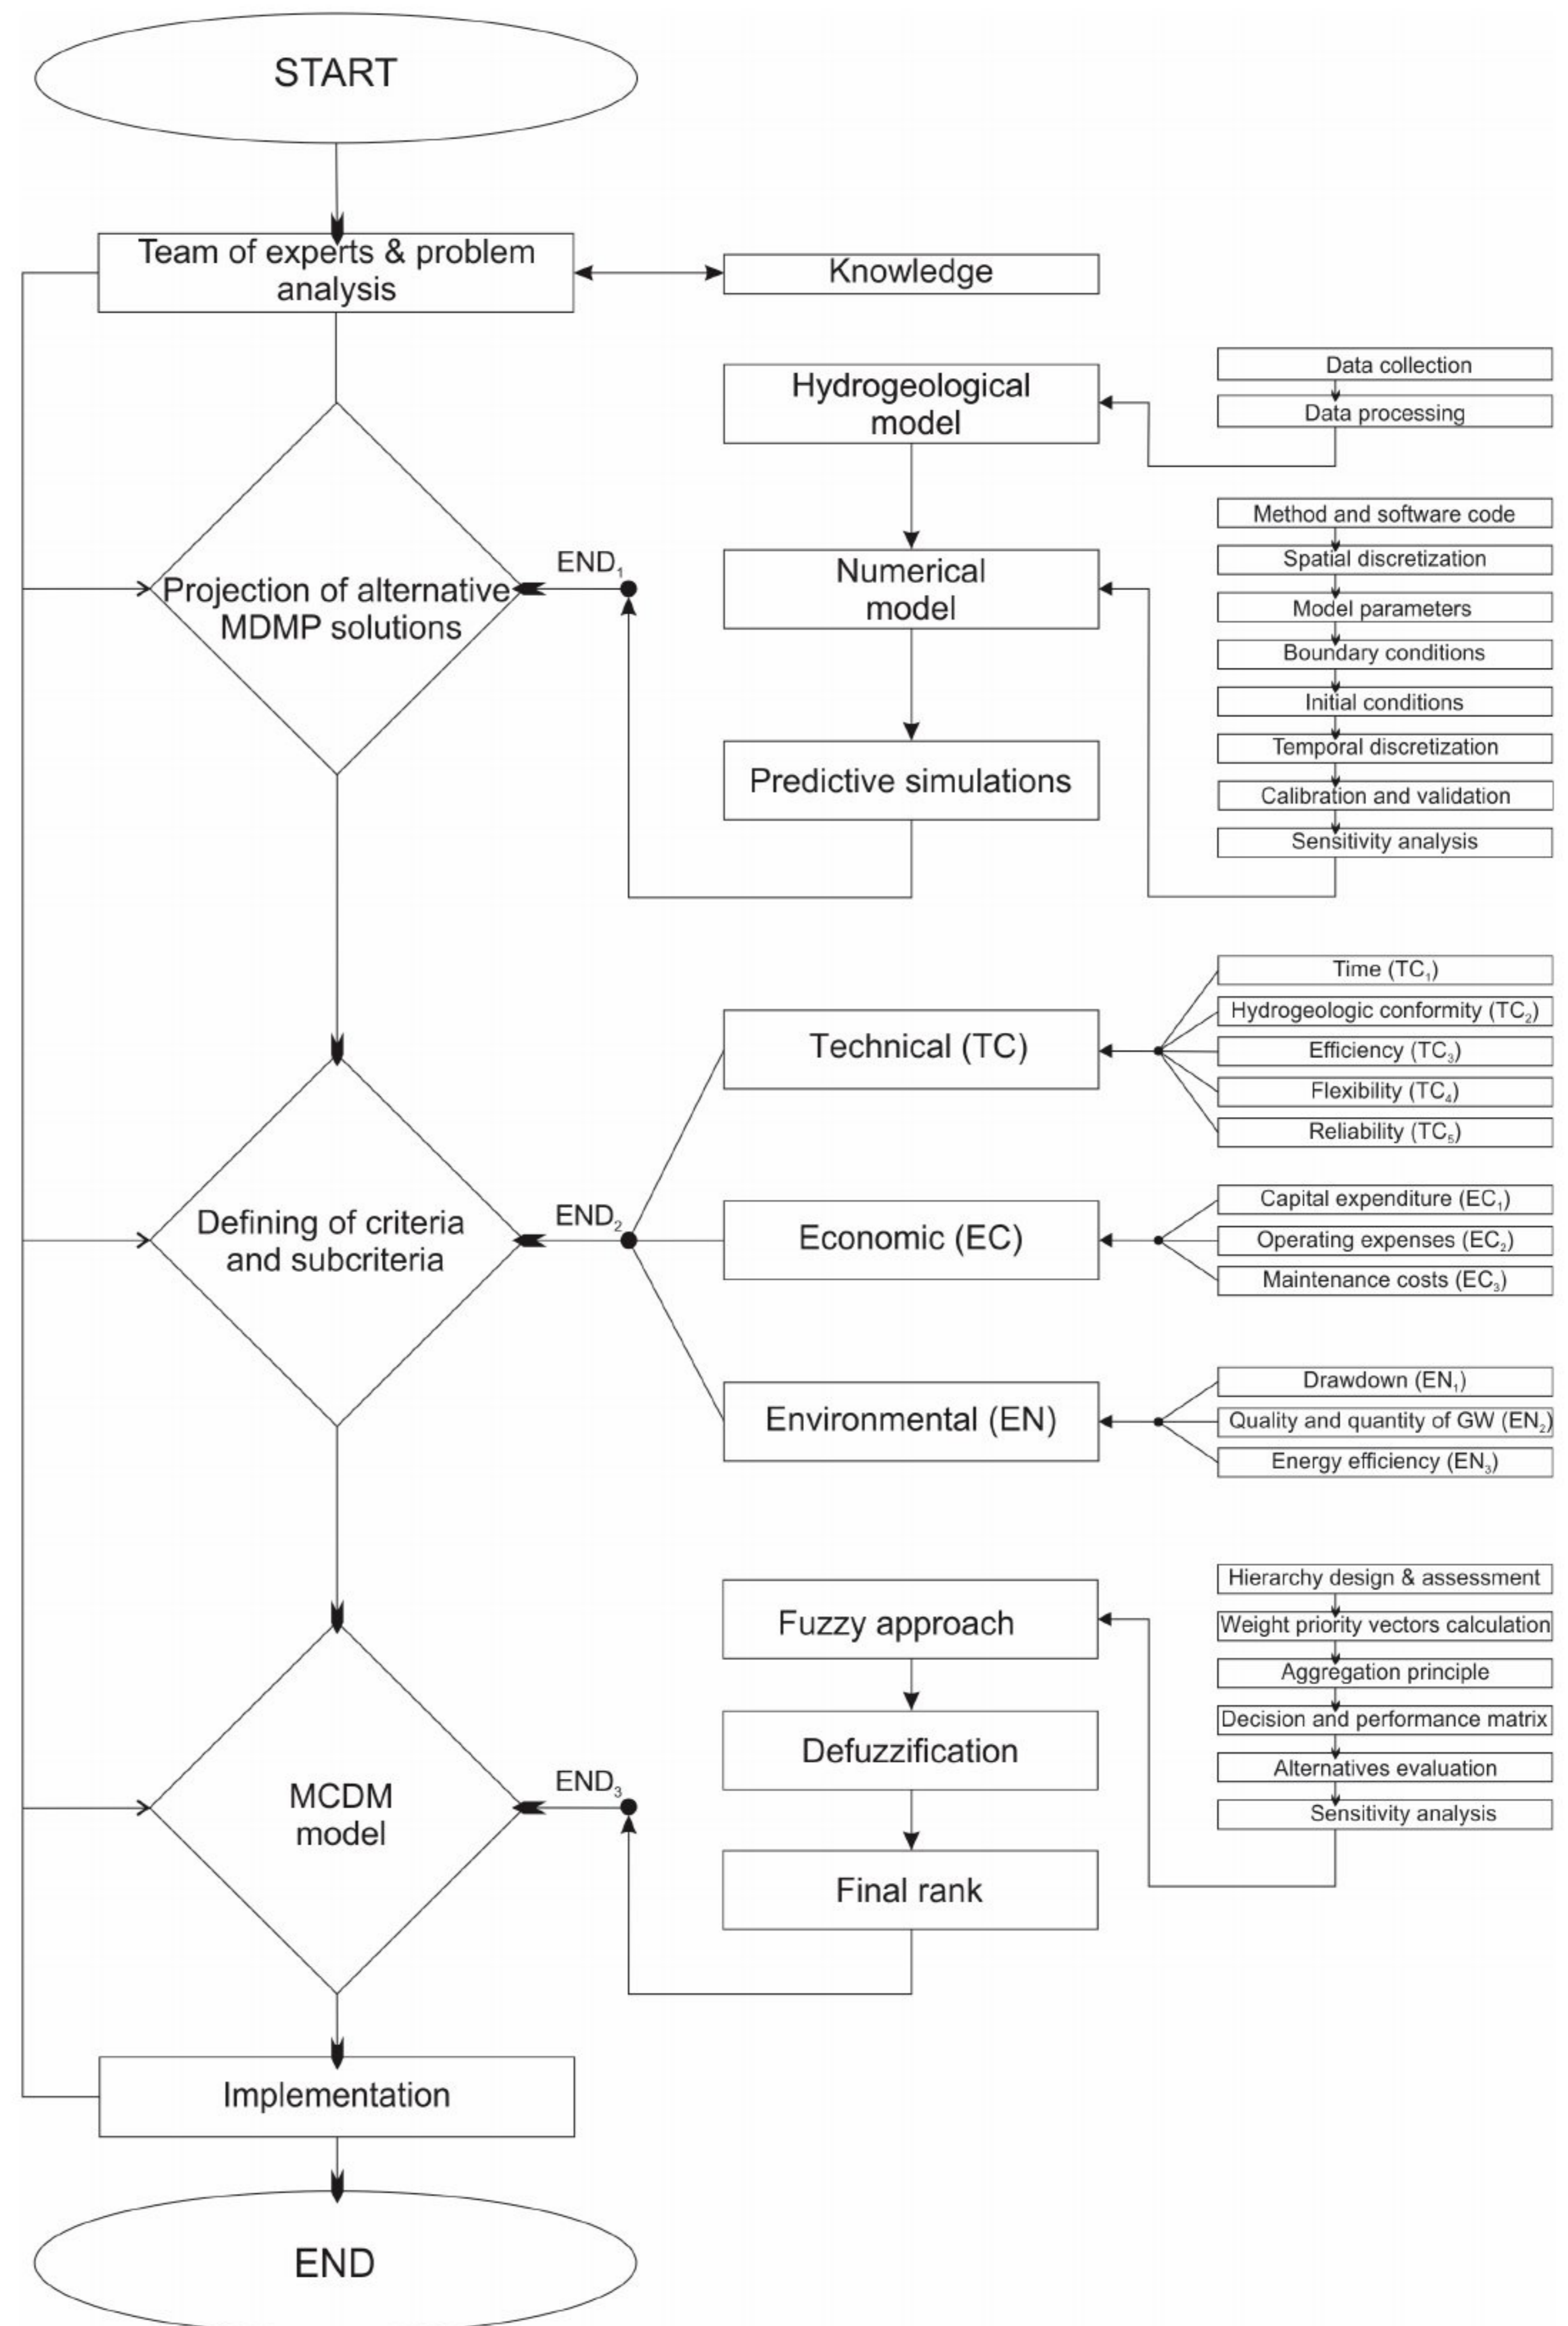 START
Team of experts & problem
analysis
Knowledge
Hydrogeological
model
Data collection
Data processing
Projection of alternative
MDMP solutions
END₁
Numerical
model
Predictive simulations
Method and software code
Spatial discretization
Model parameters
Boundary conditions
Initial conditions
Temporal discretization
Calibration and validation
Sensitivity analysis
Defining of criteria
and subcriteria
END₂
Technical (TC)
Time (TC₁)
Hydrogeologic conformity (TC₂)
Efficiency (TC₃)
Flexibility (TC₄)
Reliability (TC₅)
Economic (EC)
Capital expenditure (EC₁)
Operating expenses (EC₂)
Maintenance costs (EC₃)
Environmental (EN)
Drawdown (EN₁)
Quality and quantity of GW (EN₂)
Energy efficiency (EN₃)
MCDM
model
END₃
Fuzzy approach
Defuzzification
Final rank
Hierarchy design & assessment
Weight priority vectors calculation
Aggregation principle
Decision and performance matrix
Alternatives evaluation
Sensitivity analysis
Implementation
END